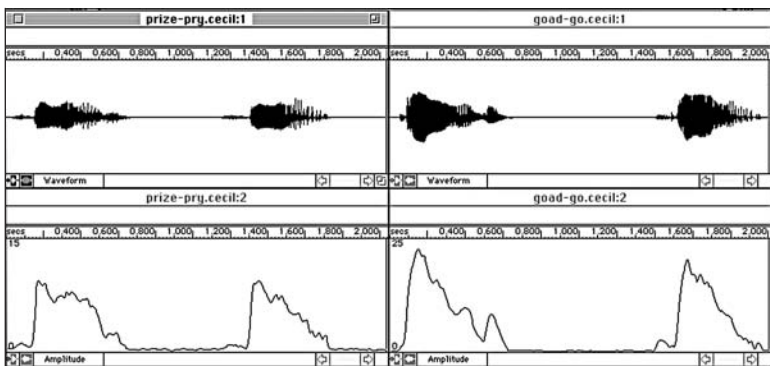 prize-pry.cecil:1
secs 0,400 0,600 0,800 1,000 1,200 1,400 1,600 1,800 2,000
Waveform
goad-go.cecil:1
secs 0,400 0,600 0,800 1,000 1,200 1,400 1,600 1,800 2,000
Waveform
prize-pry.cecil:2
secs 0,400 0,600 0,800 1,000 1,200 1,400 1,600 1,800 2,000
15
0
Amplitude
goad-go.cecil:2
secs 0,400 0,600 0,800 1,000 1,200 1,400 1,600 1,800 2,000
25
0
Amplitude